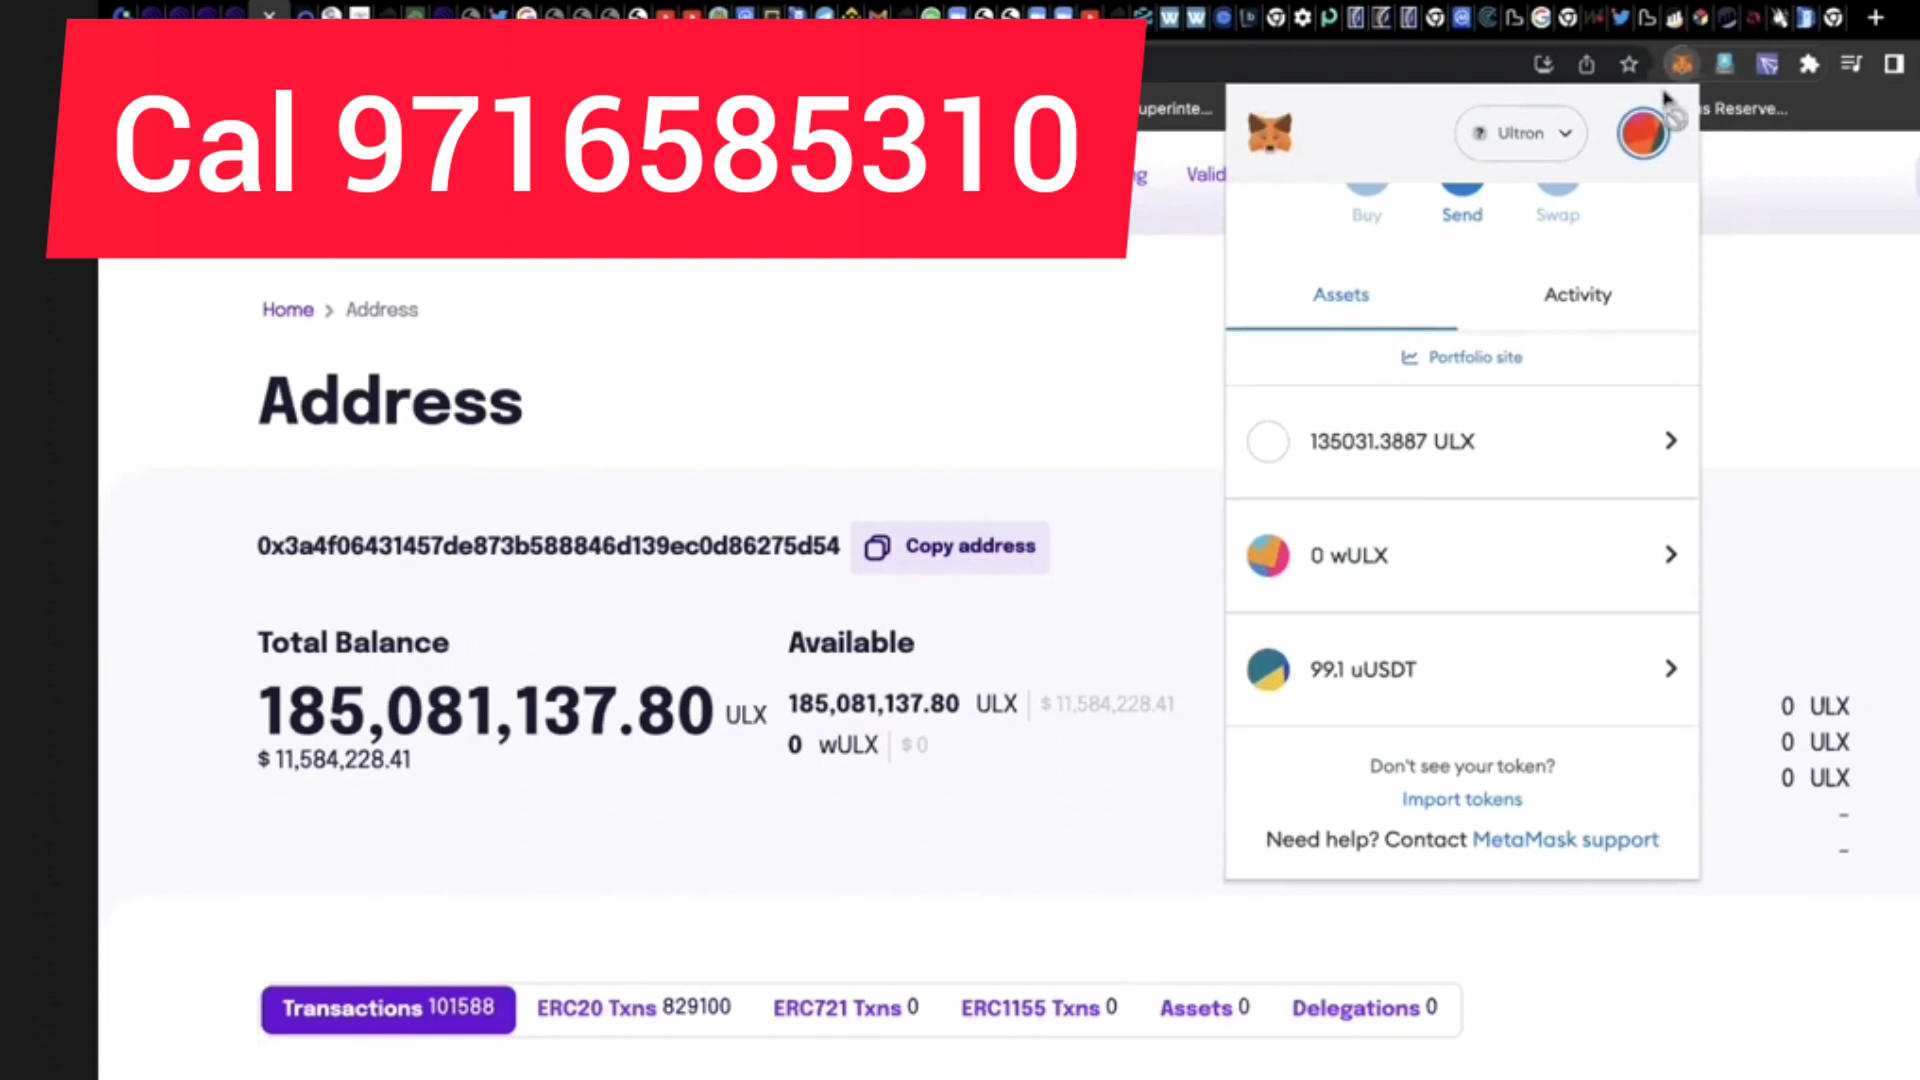 Cal 9716585310
uperinte...
s Reserve...
Ultron
Valid
Buy
Send
Swap
Assets
Activity
Portfolio site
135031.3887 ULX
0 wULX
99.1 uUSDT
Don't see your token?
Import tokens
Need help? Contact MetaMask support
Home > Address
Address
0x3a4f06431457de873b588846d139ec0d86275d54
Copy address
Total Balance
185,081,137.80 ULX
$ 11,584,228.41
Available
185,081,137.80 ULX | $ 11,584,228.41
0 wULX | $ 0
0 ULX
0 ULX
0 ULX
-
-
Transactions 101588
ERC20 Txns 829100
ERC721 Txns 0
ERC1155 Txns 0
Assets 0
Delegations 0